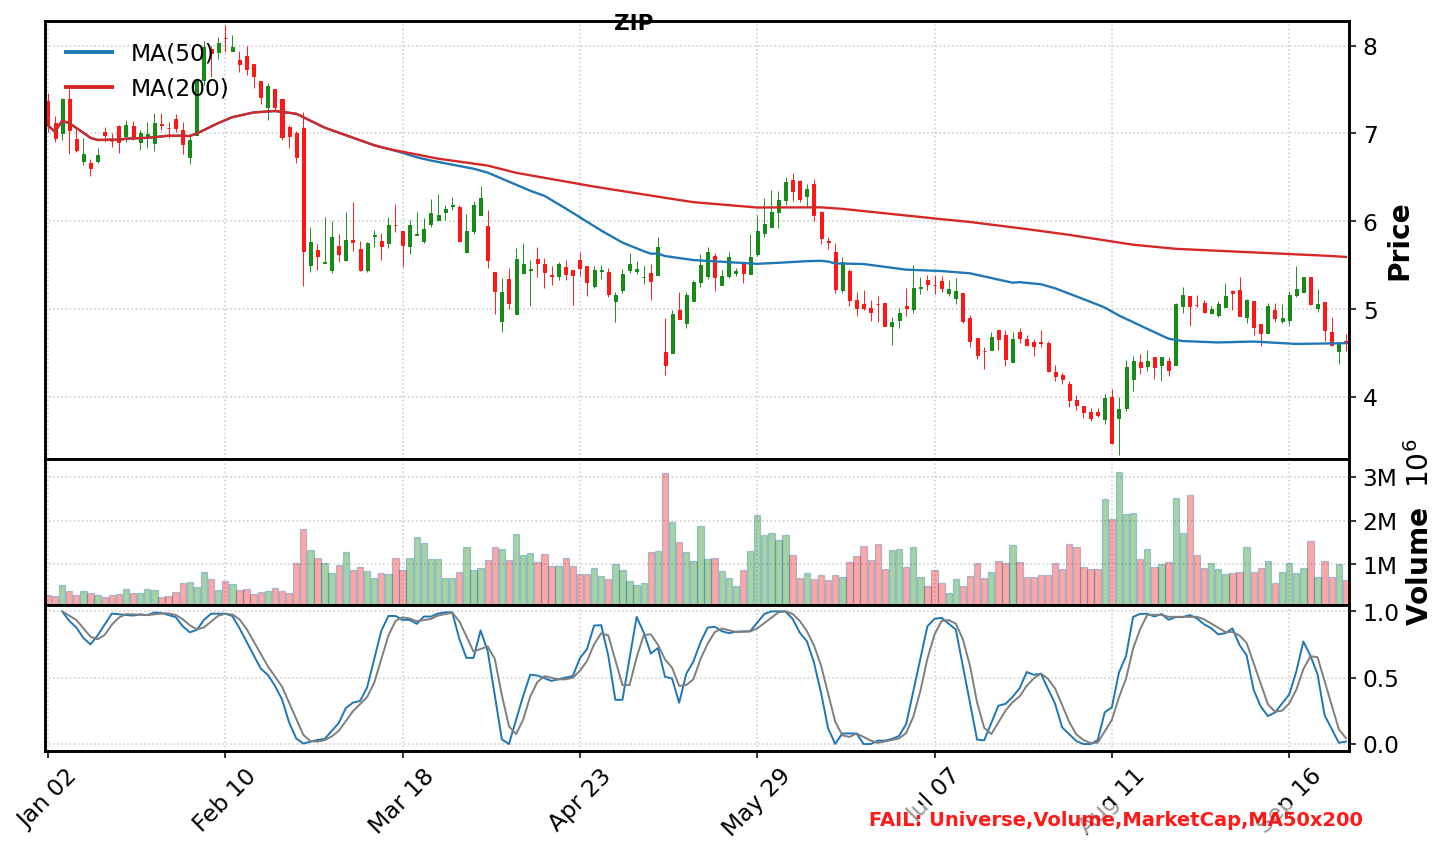 ZIP
MA(50)
MA(200)
8
7
6
5
4
Price
3M
2M
1M
Volume 10^6
1.0
0.5
0.0
Jan 02
Feb 10
Mar 18
Apr 23
May 29
Jul 07
Aug 11
Sep 16
FAIL: Universe,Volume,MarketCap,MA50x200